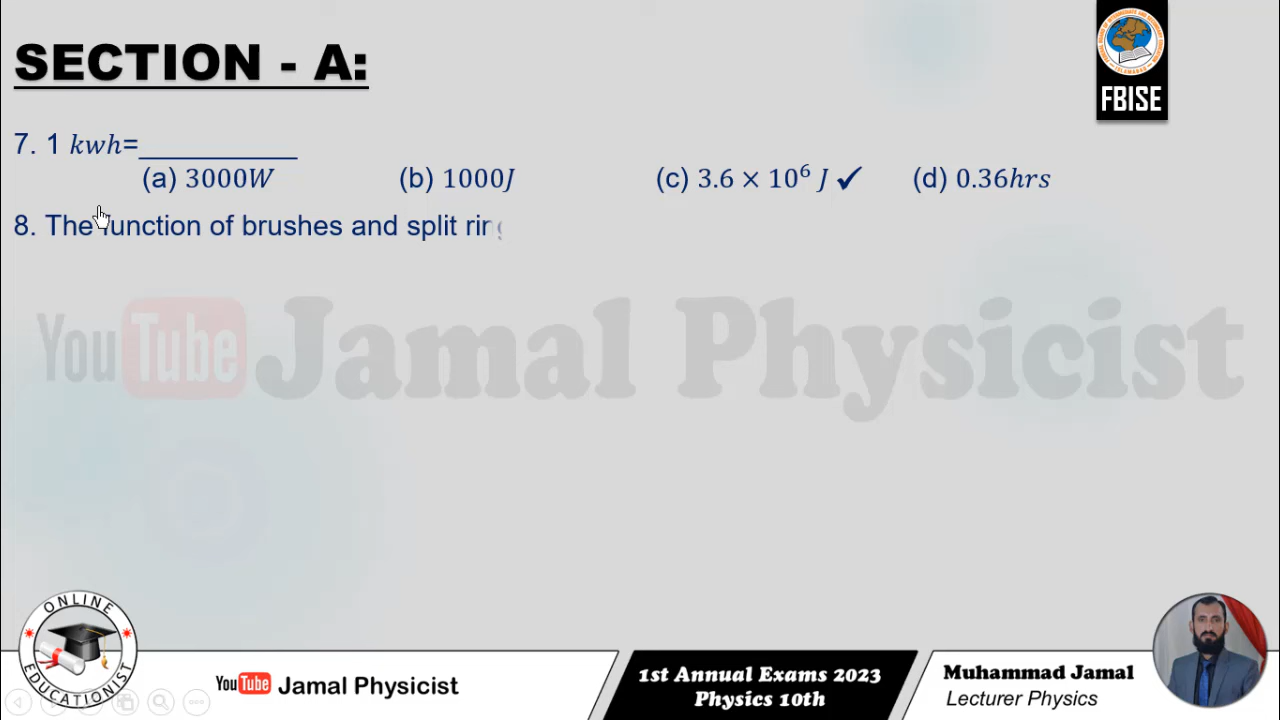 SECTION - A:
FBISE
7. 1 kwh=__________
(a) 3000W (b) 1000J (c) 3.6 × 10⁶ J ✓ (d) 0.36hrs
8. The function of brushes and split
YouTube Jamal Physicist
ONLINE
EDUCATIONIST
YouTube Jamal Physicist
1st Annual Exams 2023
Physics 10th
Muhammad Jamal
Lecturer Physics